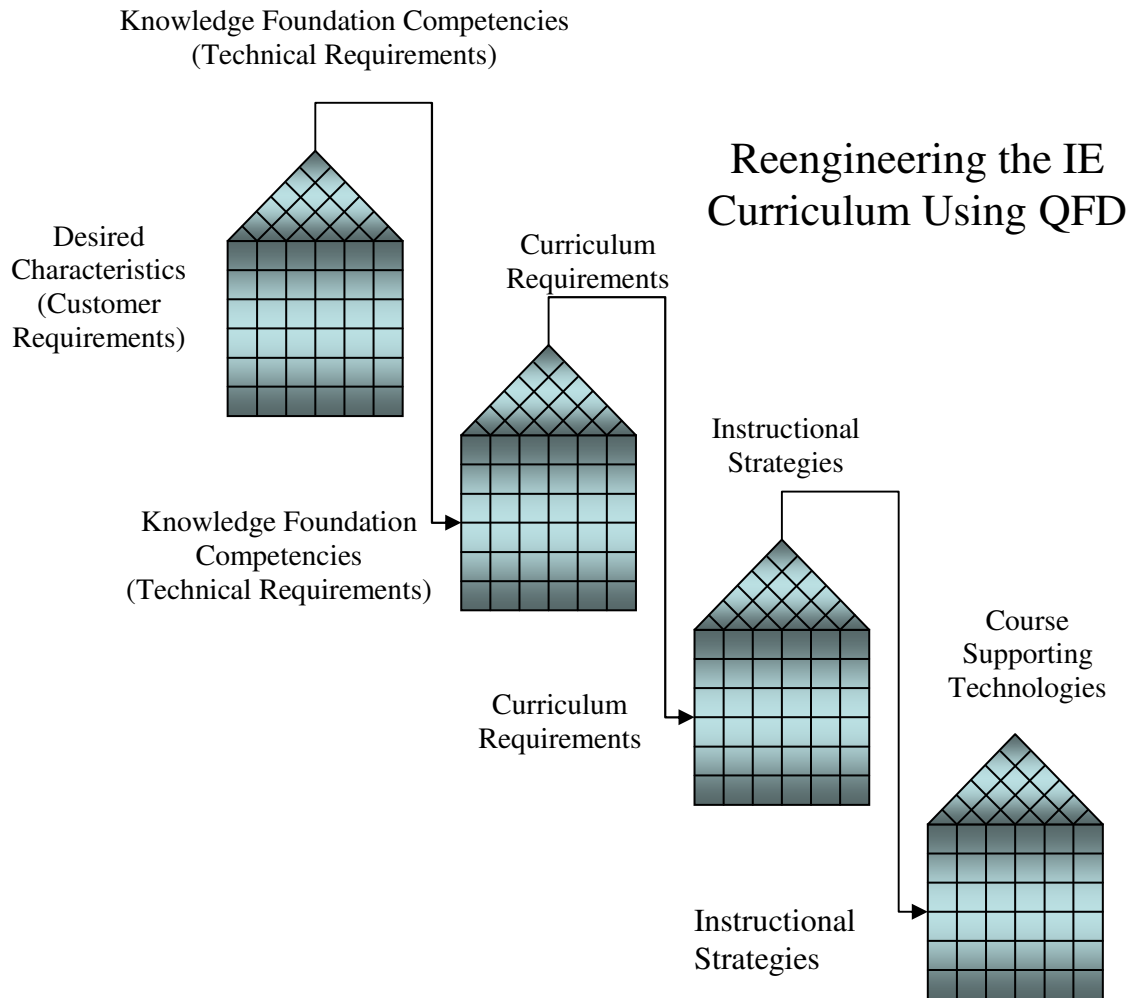 Knowledge Foundation Competencies
(Technical Requirements)
Reengineering the IE
Curriculum Using QFD
Desired
Characteristics
(Customer
Requirements)
Curriculum
Requirements
Instructional
Strategies
Knowledge Foundation
Competencies
(Technical Requirements)
Course
Supporting
Technologies
Curriculum
Requirements
Instructional
Strategies